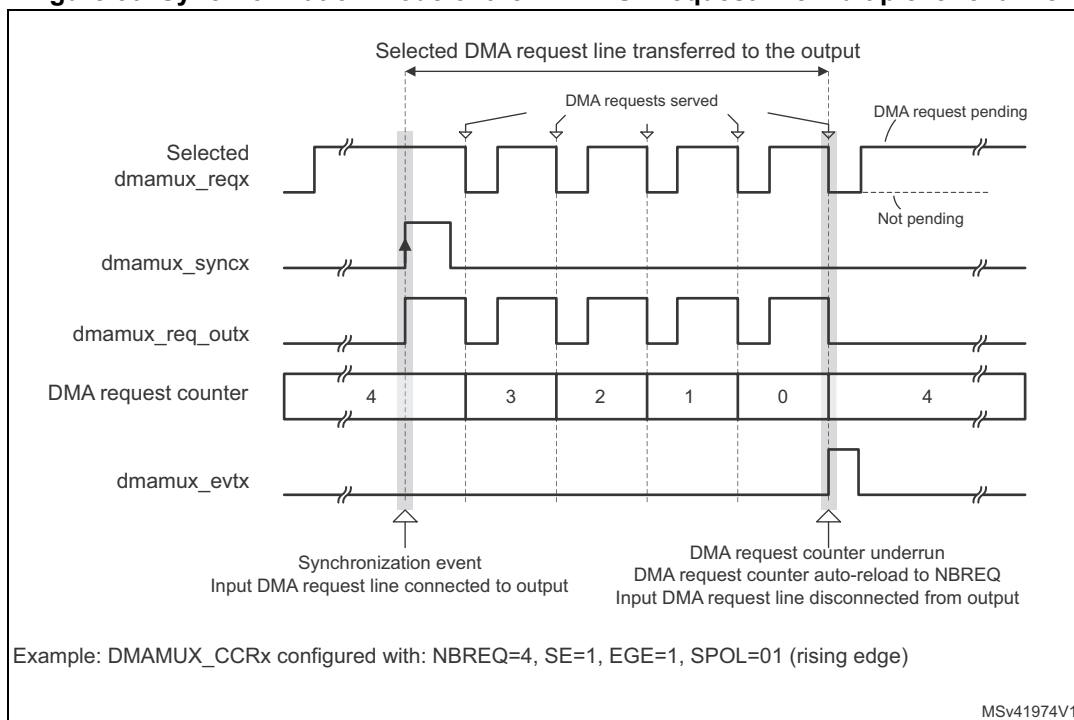 Selected DMA request line transferred to the output
DMA requests served
DMA request pending
Selected
dmamux_reqx
Not pending
dmamux_syncx
dmamux_req_outx
DMA request counter
4
3
2
1
0
4
dmamux_evtx
Synchronization event
Input DMA request line connected to output
DMA request counter underrun
DMA request counter auto-reload to NBREQ
Input DMA request line disconnected from output
Example: DMAMUX_CCRx configured with: NBREQ=4, SE=1, EGE=1, SPOL=01 (rising edge)
MSv41974V1